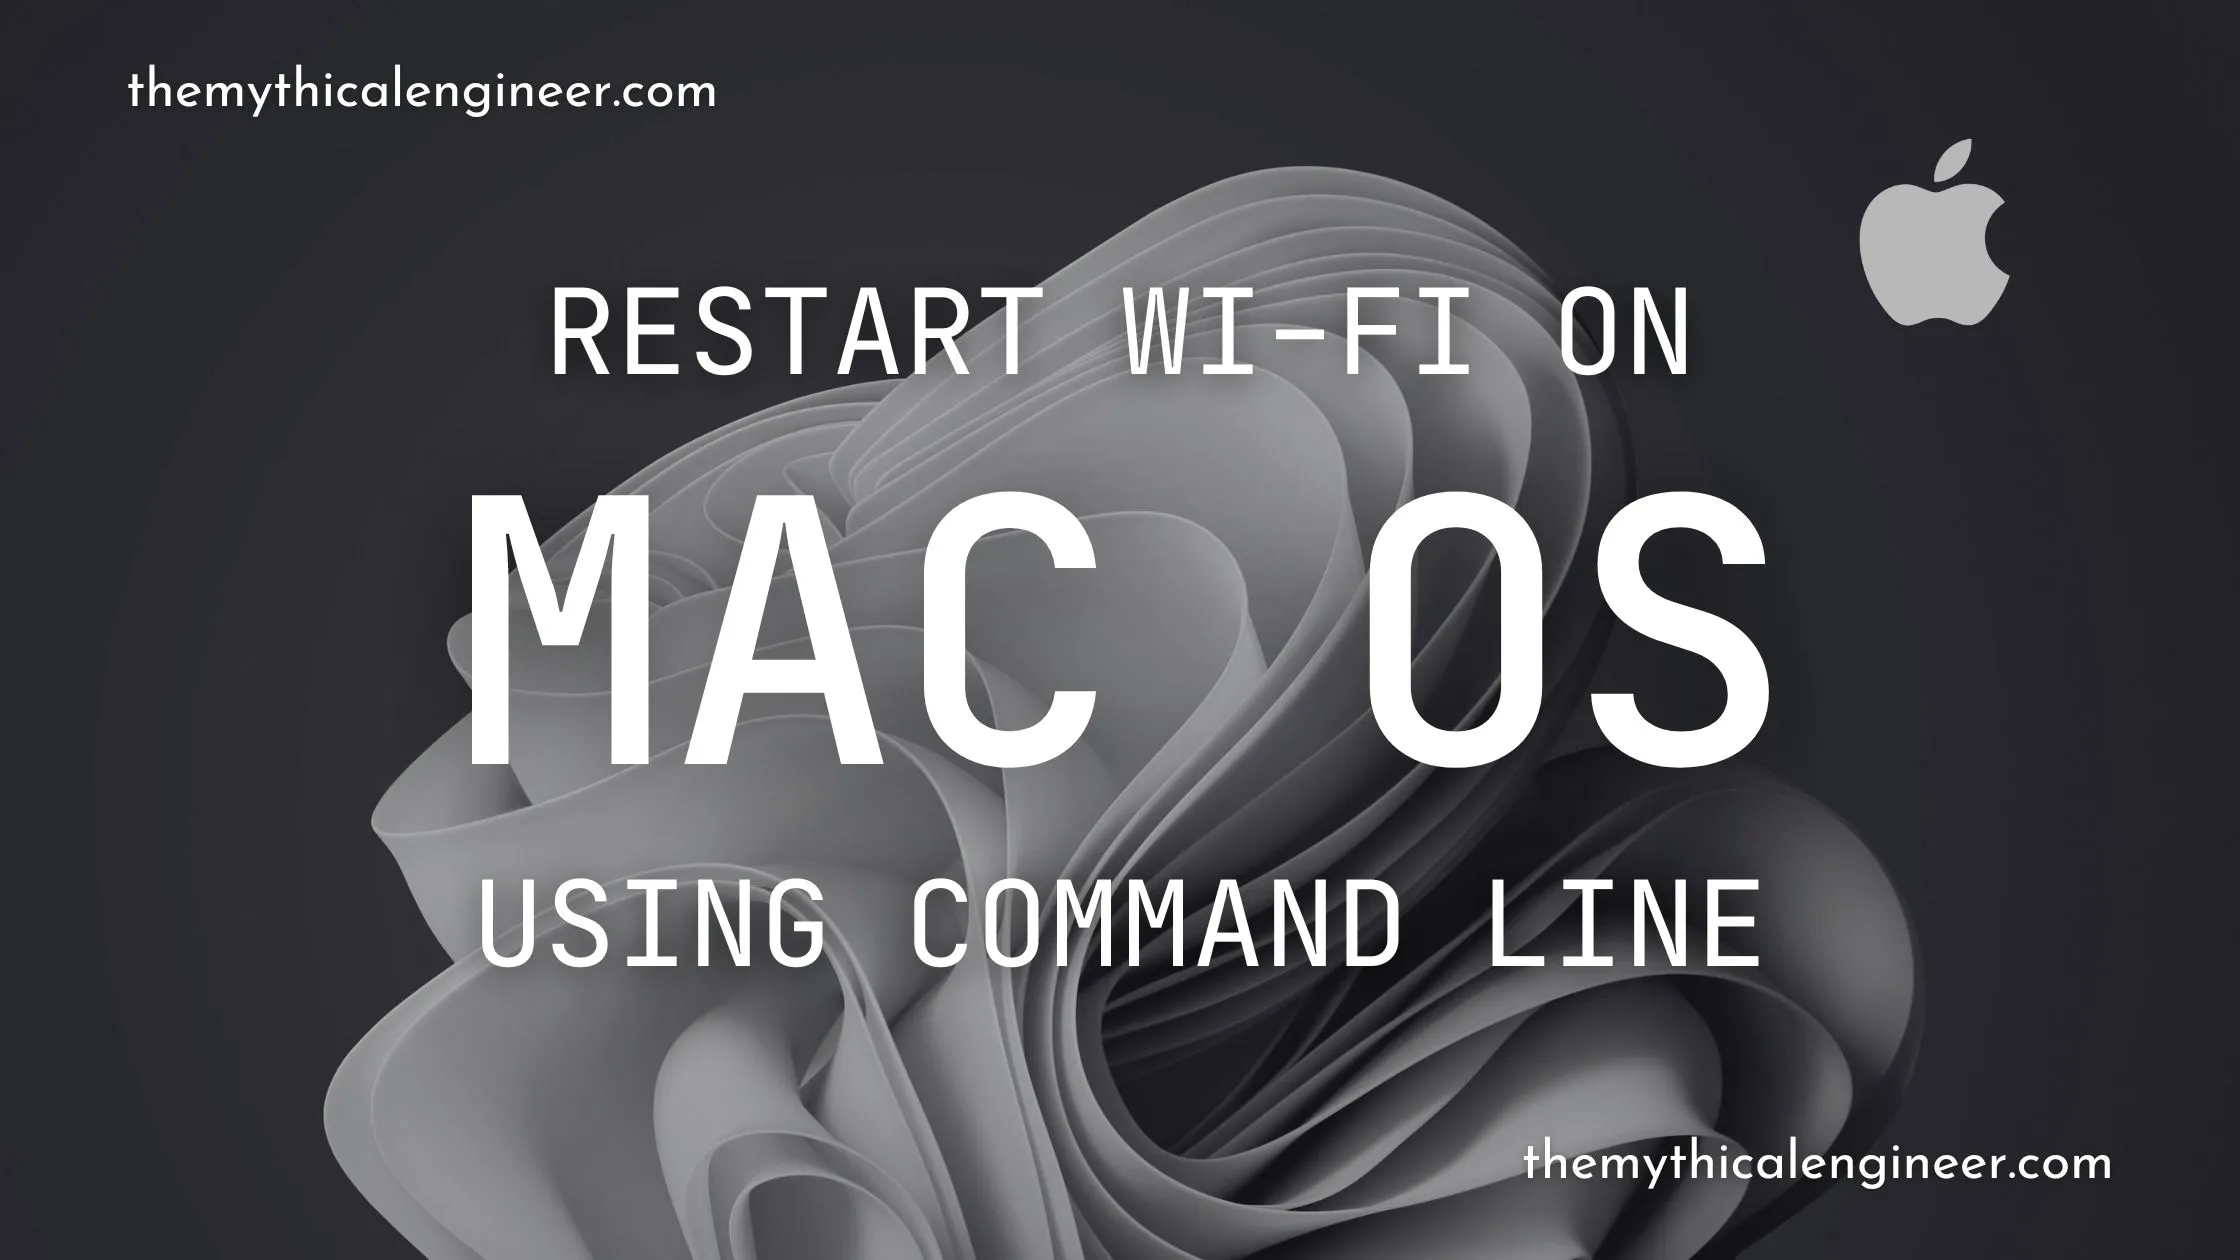 themythicalengineer.com
RESTART WI-FI ON
MAC OS
USING COMMAND LINE
themythicalengineer.com